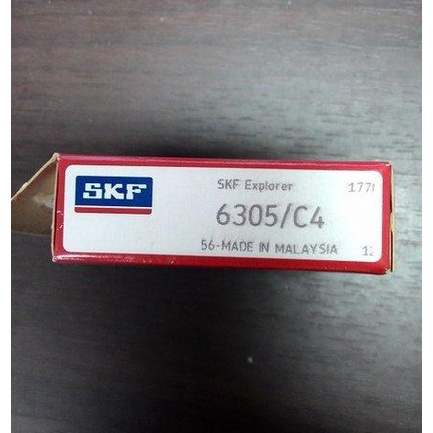 SKF
SKF Explorer
6305/C4
56-MADE IN MALAYSIA